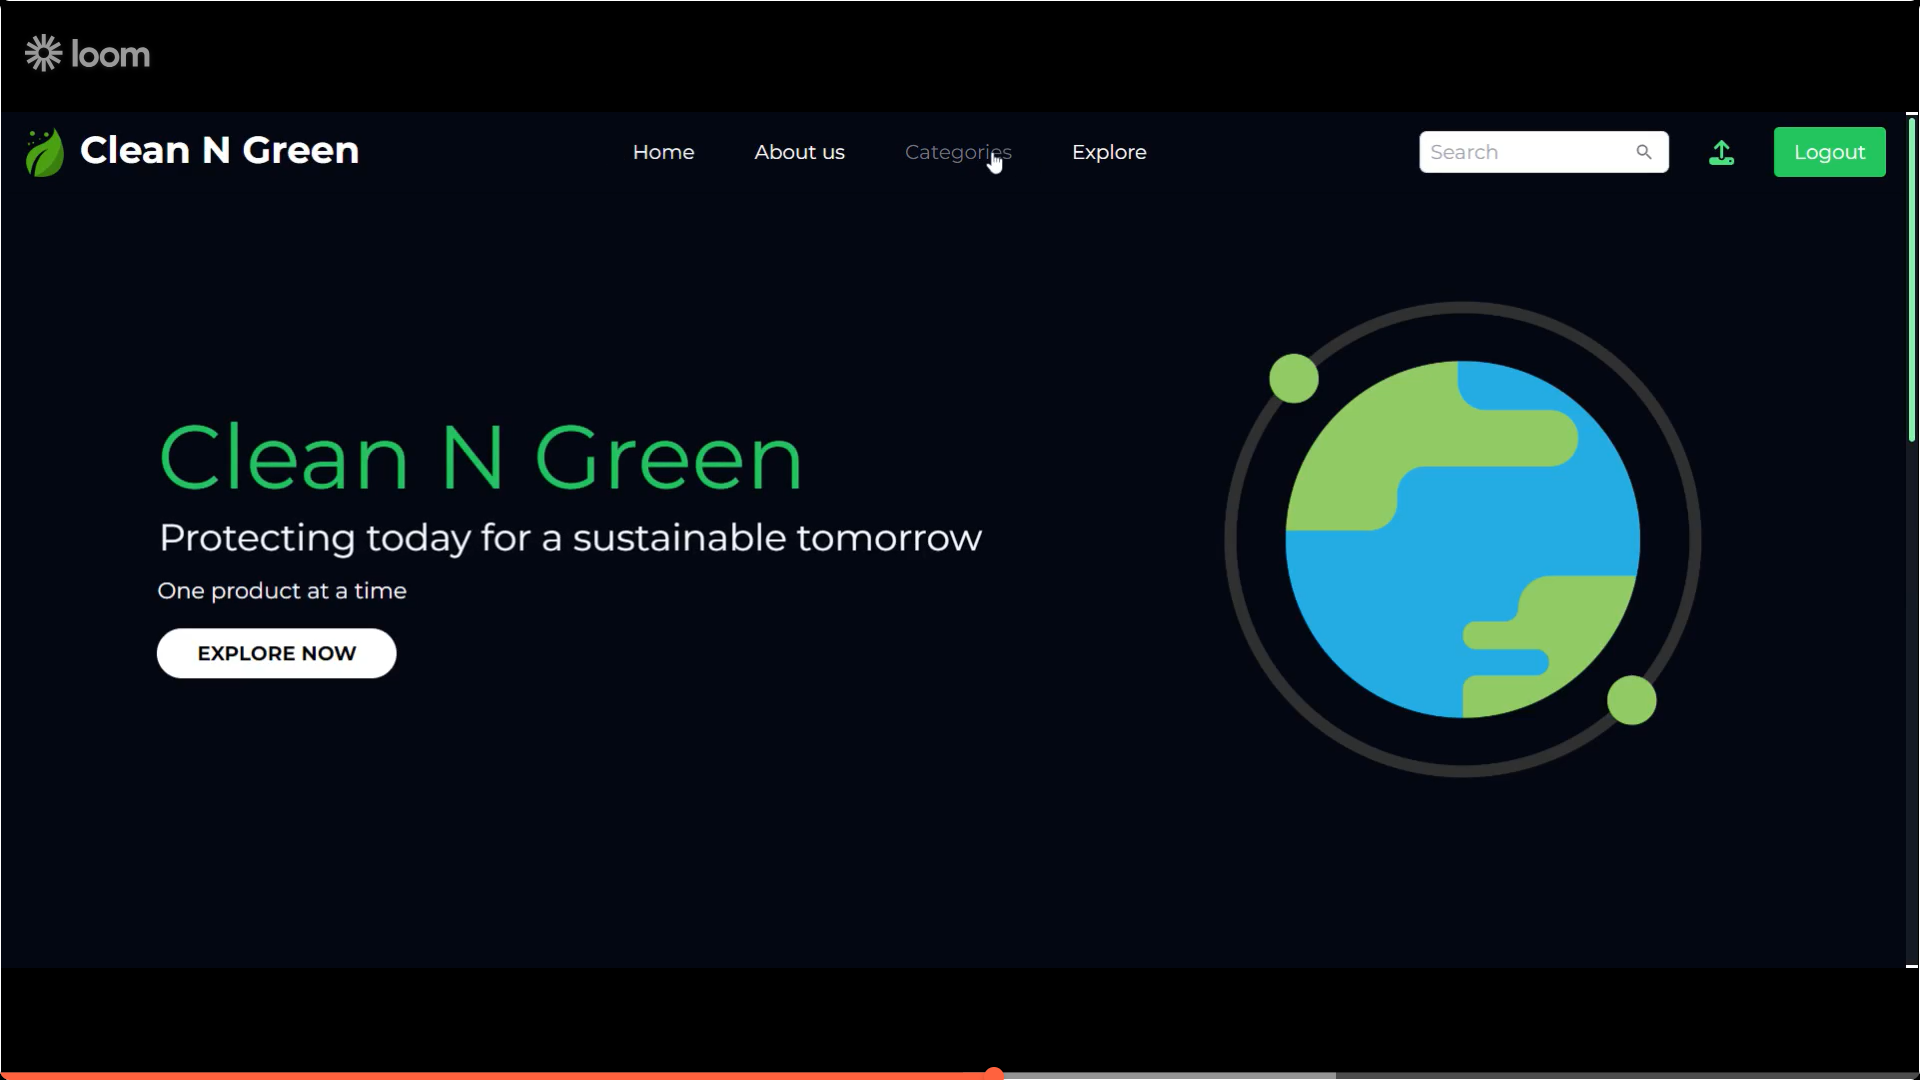 loom
Clean N Green
Home
About us
Categories
Explore
Search
Logout
Clean N Green
Protecting today for a sustainable tomorrow
One product at a time
EXPLORE NOW